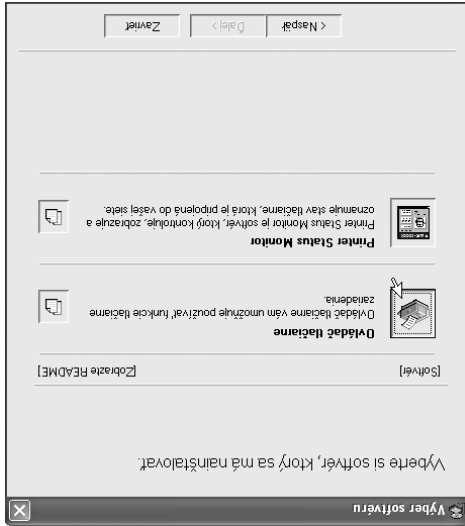 Výber softvéru
Vyberte si softvér, ktorý sa má nainštalovať.
[Softvér] [Zobrazte README]
Ovládač tlačiarne
Ovládač tlačiarne vám umožňuje používať funkcie tlačiarne
zariadenia.
Printer Status Monitor
Printer Status Monitor je softvér, ktorý kontroluje, zobrazuje a
oznamuje stav tlačiarne, ktorá je pripojená do vašej siete.
< Naspäť Ďalej > Zavrieť